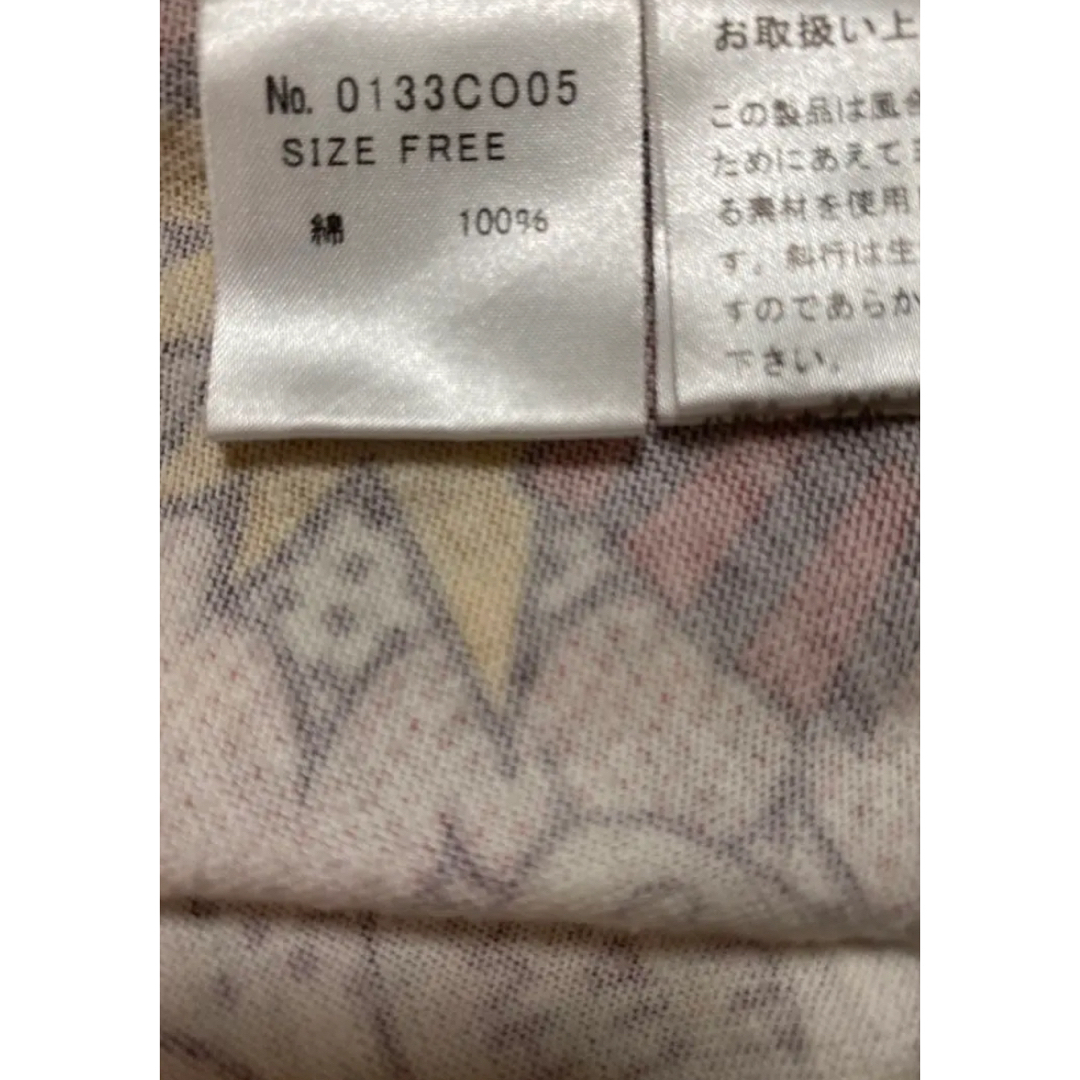 No. 0133CO05
SIZE FREE
綿 100%
お取扱い上
この製品は風合
ためにあえて
る素材を使用
す。斜行は生
すのであらか
下さい。